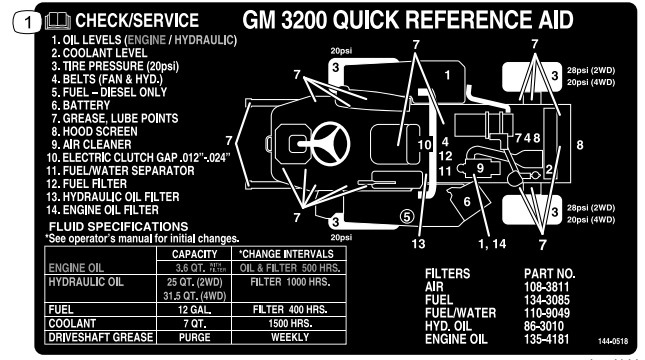 1
CHECK/SERVICE
GM 3200 QUICK REFERENCE AID
1. OIL LEVELS (ENGINE / HYDRAULIC)
2. COOLANT LEVEL
3. TIRE PRESSURE (20psi)
4. BELTS (FAN & HYD.)
5. FUEL – DIESEL ONLY
6. BATTERY
7. GREASE, LUBE POINTS
8. HOOD SCREEN
9. AIR CLEANER
10. ELECTRIC CLUTCH GAP .012"-.024"
11. FUEL/WATER SEPARATOR
12. FUEL FILTER
13. HYDRAULIC OIL FILTER
14. ENGINE OIL FILTER
20psi
3
7
7
7
1
3
28psi (2WD)
20psi (4WD)
7
10
4
12
11
7 4 8
8
9
2
6
5
7
3
20psi
13
1, 14
7
3
28psi (2WD)
20psi (4WD)
FLUID SPECIFICATIONS
*See operator's manual for initial changes.
CAPACITY
*CHANGE INTERVALS
ENGINE OIL
3.6 QT. WITH FILTER
OIL & FILTER 500 HRS.
HYDRAULIC OIL
25 QT. (2WD)
31.5 QT. (4WD)
FILTER 1000 HRS.
FUEL
12 GAL.
FILTER 400 HRS.
COOLANT
7 QT.
1500 HRS.
DRIVESHAFT GREASE
PURGE
WEEKLY
FILTERS PART NO.
AIR 108-3811
FUEL 134-3085
FUEL/WATER 110-9049
HYD. OIL 86-3010
ENGINE OIL 135-4181
144-0518